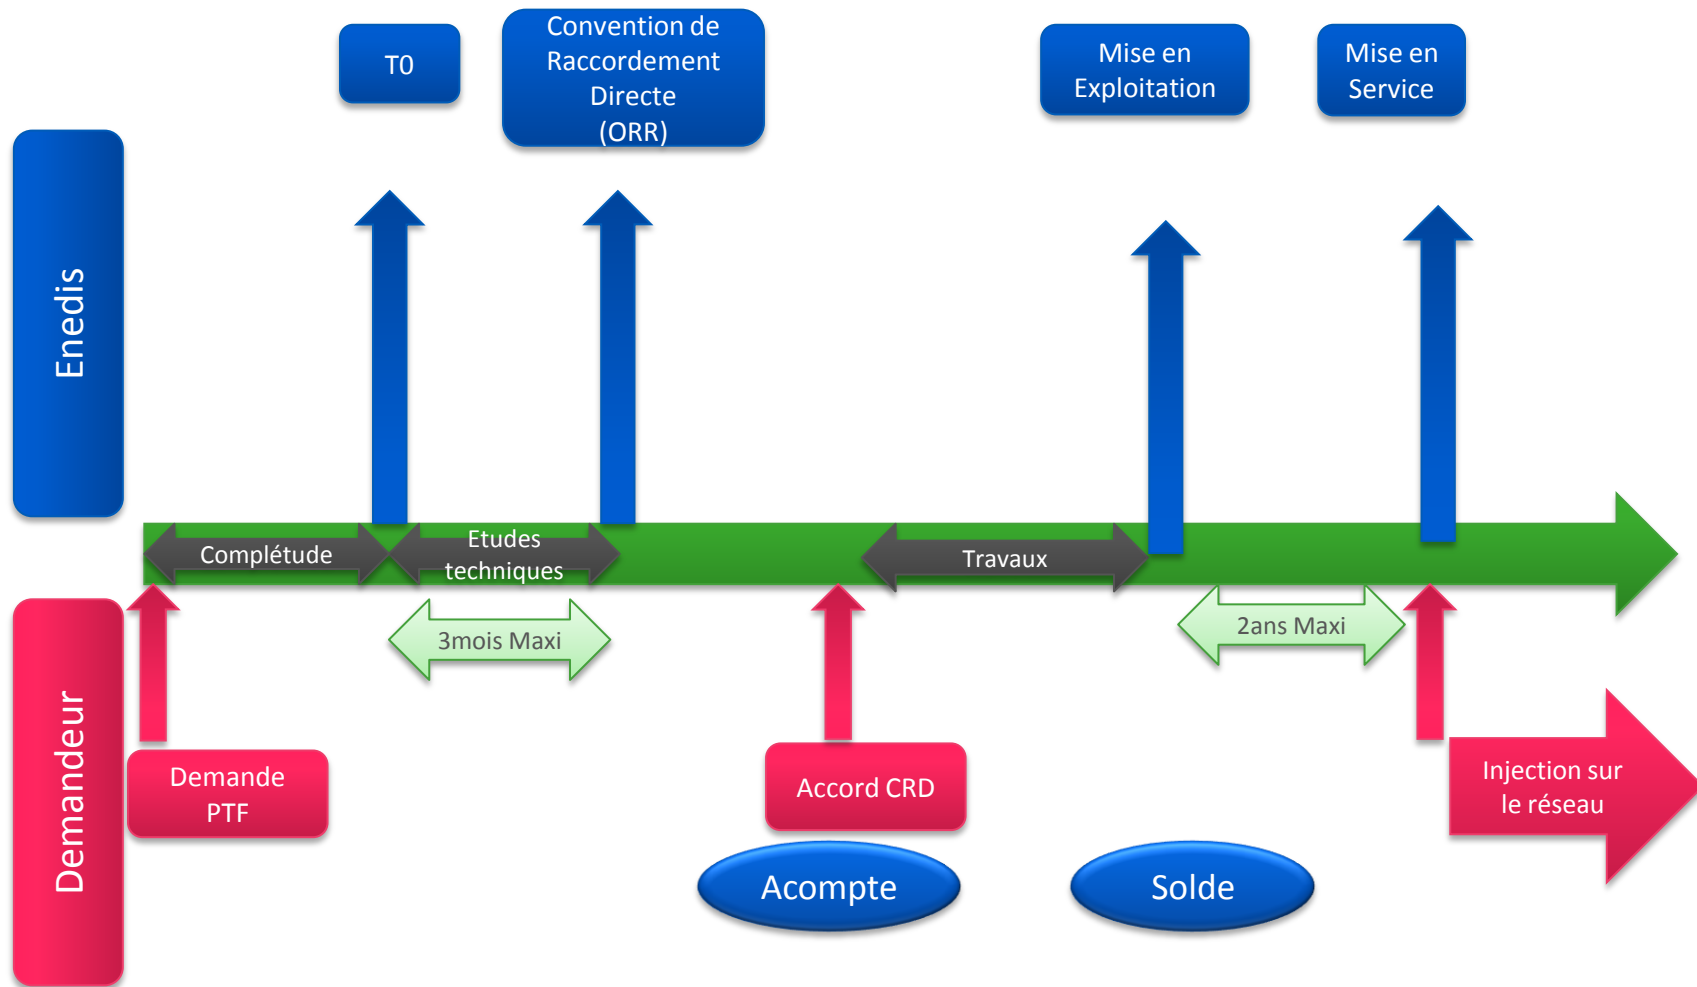 T0
Convention de
Raccordement
Directe
(ORR)
Mise en
Exploitation
Mise en
Service
Enedis
Complétude
Etudes
techniques
Travaux
3mois Maxi
2ans Maxi
Demandeur
Demande
PTF
Accord CRD
Injection sur
le réseau
Acompte
Solde